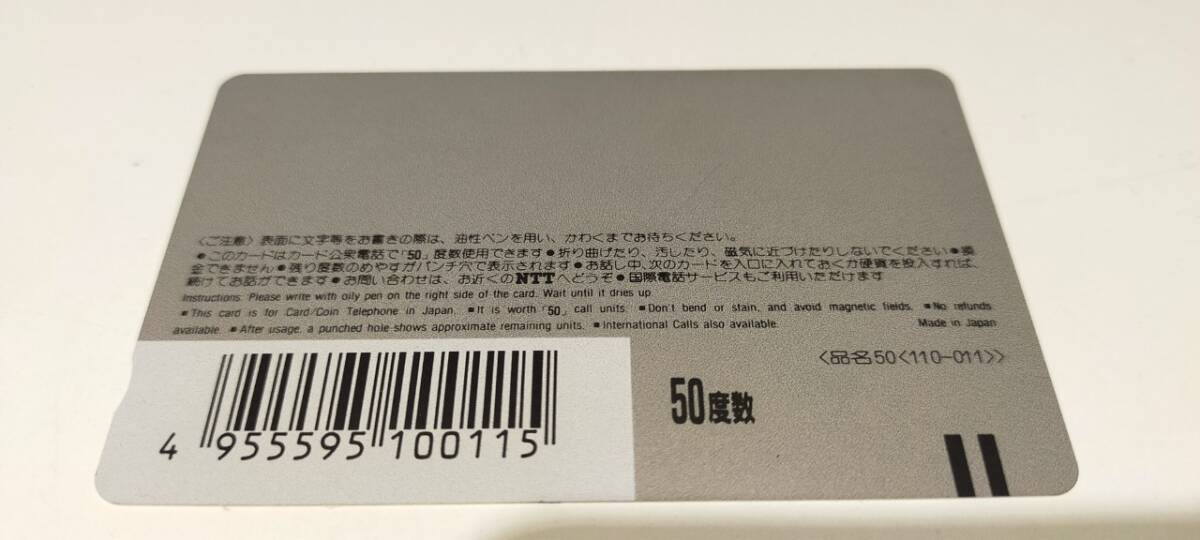 〈ご注意〉表面に文字等をお書きの際は、油性ペンを用い、かわくまでお待ちください。
●このカードはカード公衆電話で「50」度数使用できます●折り曲げたり、汚したり、磁気に近づけたりしないでください●換
金できません●残り度数のめやすがパンチ穴で表示されます●お話し中、次のカードを入口に入れておくか硬貨を投入すれば、
続けてお話ができます●お問い合わせは、お近くのNTTへどうぞ●国際電話サービスもご利用いただけます
Instructions: Please write with oily pen on the right side of the card. Wait until it dries up.
■This card is for Card/Coin Telephone in Japan. ■It is worth「50」call units. ■Don't bend or stain, and avoid magnetic fields. ■No refunds
available. ■After usage, a punched hole shows approximate remaining units. ■International Calls also available. Made in Japan
〈品名50〈110-011〉〉
50度数
4 955595 100115